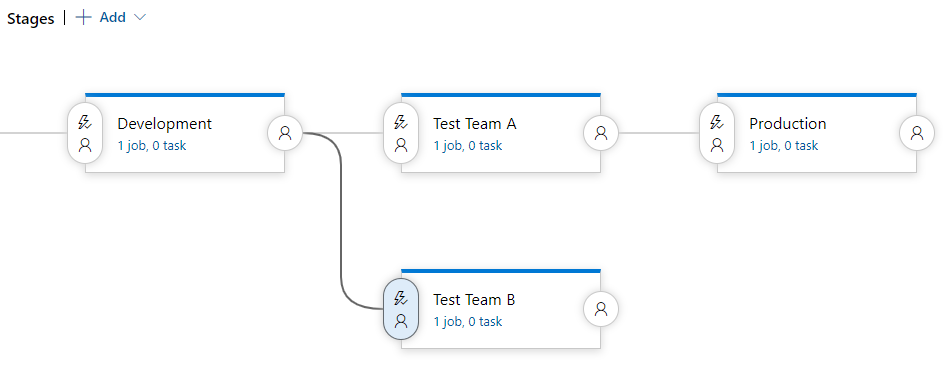 Stages | + Add
Development
1 job, 0 task
Test Team A
1 job, 0 task
Production
1 job, 0 task
Test Team B
1 job, 0 task